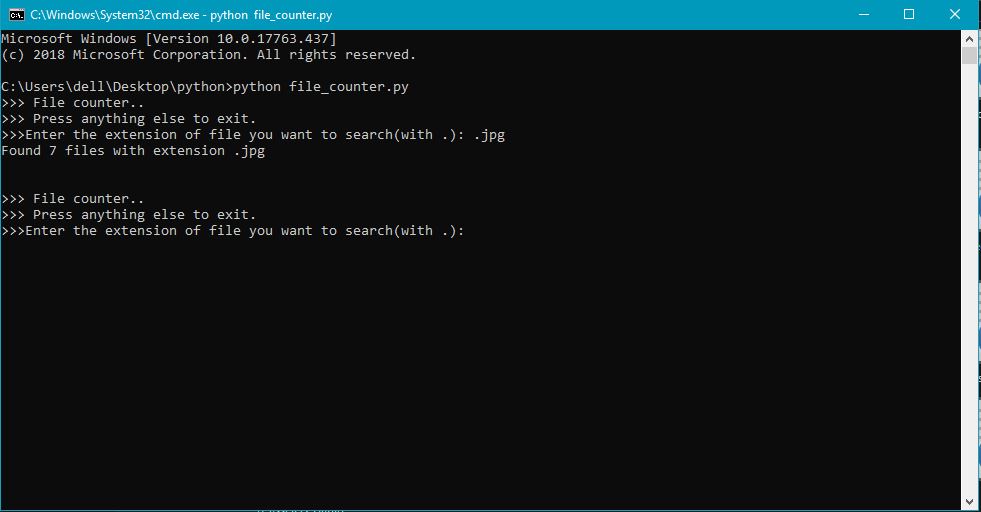 C:\Windows\System32\cmd.exe - python  file_counter.py
Microsoft Windows [Version 10.0.17763.437]
(c) 2018 Microsoft Corporation. All rights reserved.
C:\Users\dell\Desktop\python>python file_counter.py
>>> File counter..
>>> Press anything else to exit.
>>>Enter the extension of file you want to search(with .): .jpg
Found 7 files with extension .jpg
>>> File counter..
>>> Press anything else to exit.
>>>Enter the extension of file you want to search(with .):